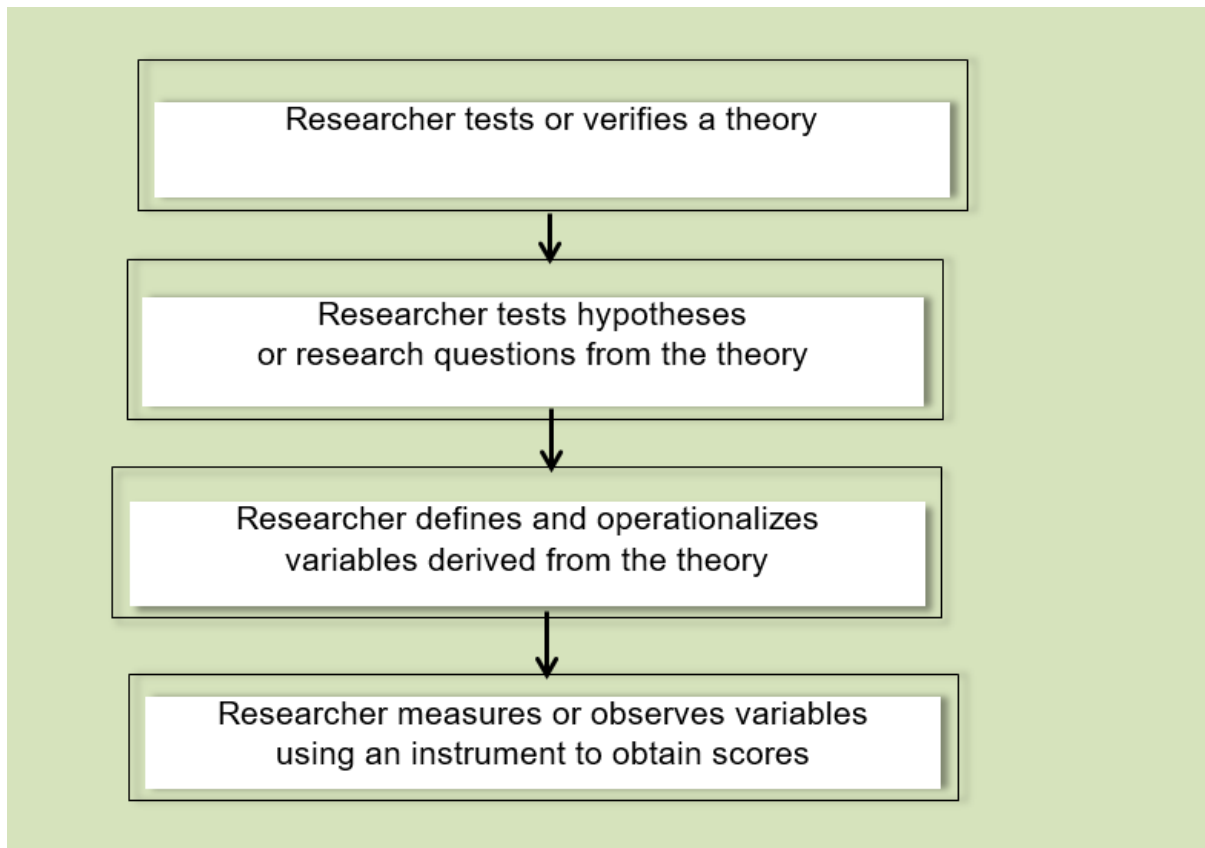 Researcher tests or verifies a theory
Researcher tests hypotheses
or research questions from the theory
Researcher defines and operationalizes
variables derived from the theory
Researcher measures or observes variables
using an instrument to obtain scores